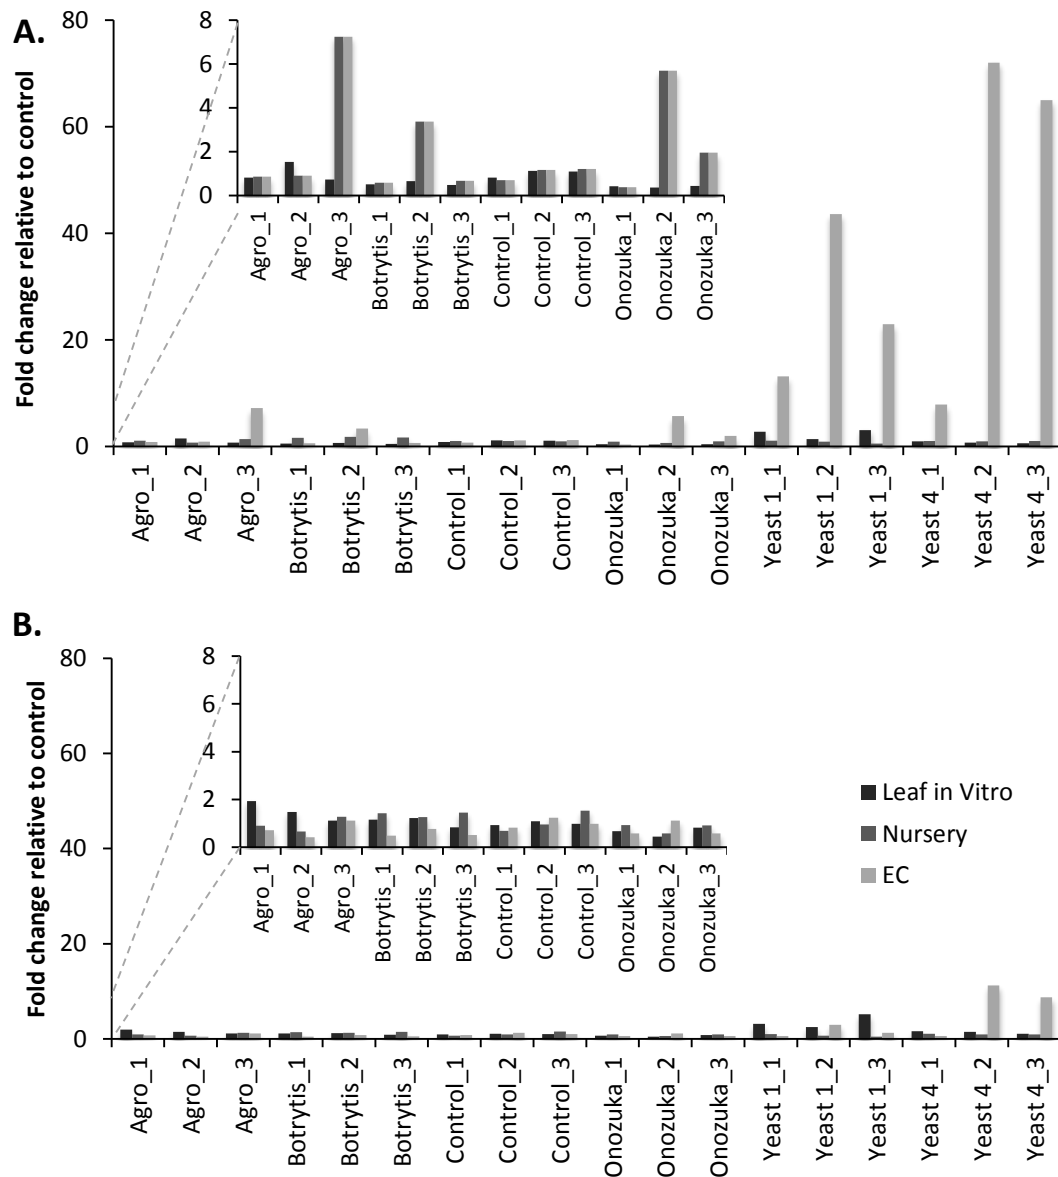 A.
Fold change relative to control
80
60
40
20
0
8
6
4
2
0
Agro_1
Agro_2
Agro_3
Botrytis_1
Botrytis_2
Botrytis_3
Control_1
Control_2
Control_3
Onozuka_1
Onozuka_2
Onozuka_3
Agro_1
Agro_2
Agro_3
Botrytis_1
Botrytis_2
Botrytis_3
Control_1
Control_2
Control_3
Onozuka_1
Onozuka_2
Onozuka_3
Yeast 1_1
Yeast 1_2
Yeast 1_3
Yeast 4_1
Yeast 4_2
Yeast 4_3
B.
Fold change relative to control
80
60
40
20
0
8
6
4
2
0
Agro_1
Agro_2
Agro_3
Botrytis_1
Botrytis_2
Botrytis_3
Control_1
Control_2
Control_3
Onozuka_1
Onozuka_2
Onozuka_3
Leaf in Vitro
Nursery
EC
Agro_1
Agro_2
Agro_3
Botrytis_1
Botrytis_2
Botrytis_3
Control_1
Control_2
Control_3
Onozuka_1
Onozuka_2
Onozuka_3
Yeast 1_1
Yeast 1_2
Yeast 1_3
Yeast 4_1
Yeast 4_2
Yeast 4_3